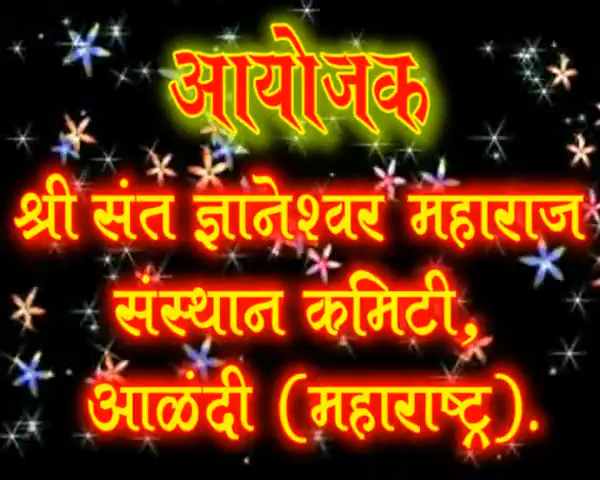 आयोजक
श्री संत ज्ञानेश्वर महाराज
संस्थान कमिटी,
आळंदी (महाराष्ट्र).